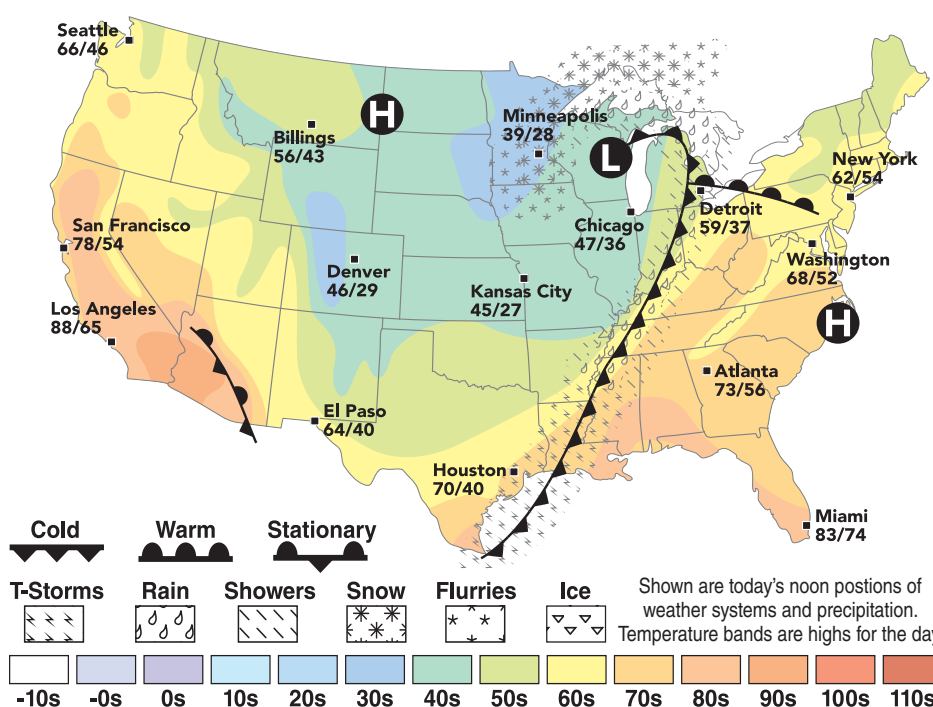 Seattle
66/46
H
Billings
56/43
Minneapolis
39/28
L
New York
62/54
San Francisco
78/54
Chicago
47/36
Detroit
59/37
Denver
46/29
Kansas City
45/27
Washington
68/52
Los Angeles
88/65
H
Atlanta
73/56
El Paso
64/40
Houston
70/40
Miami
83/74
Cold Warm Stationary
T-Storms Rain Showers Snow Flurries Ice
Shown are today's noon postions of
weather systems and precipitation.
Temperature bands are highs for the day
-10s -0s 0s 10s 20s 30s 40s 50s 60s 70s 80s 90s 100s 110s